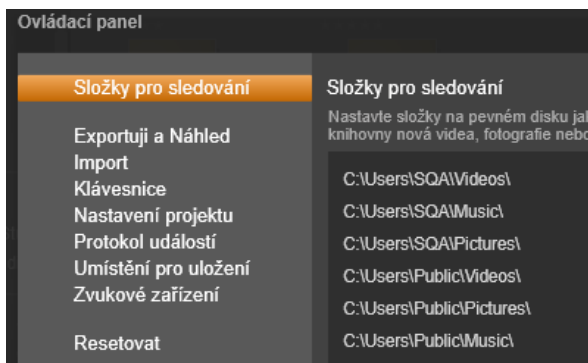 Ovládací panel
Složky pro sledování
Exportuji a Náhled
Import
Klávesnice
Nastavení projektu
Protokol událostí
Umístění pro uložení
Zvukové zařízení
Resetovat
Složky pro sledování
Nastavte složky na pevném disku jak
knihovny nová videa, fotografie nebo
C:\Users\SQA\Videos\
C:\Users\SQA\Music\
C:\Users\SQA\Pictures\
C:\Users\Public\Videos\
C:\Users\Public\Pictures\
C:\Users\Public\Music\